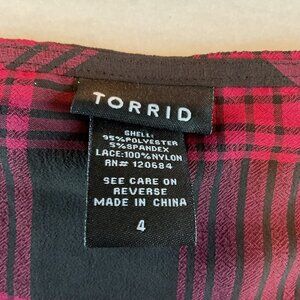 TORRID
SHELL:
95%POLYESTER
5%SPANDEX
LACE:100%NYLON
RN# 120684
SEE CARE ON
REVERSE
MADE IN CHINA
4